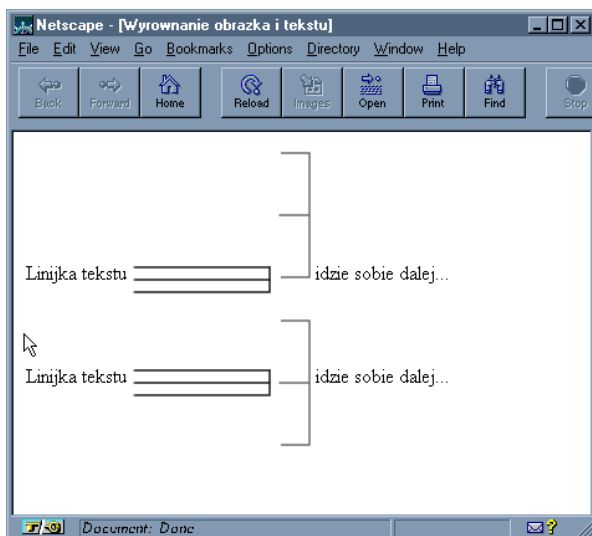 Netscape - [Wyrownanie obrazka i tekstu]
File Edit View Go Bookmarks Options Directory Window Help
Back Forward Home Reload Images Open Print Find Stop
Linijka tekstu idzie sobie dalej...
Linijka tekstu idzie sobie dalej...
Document: Done